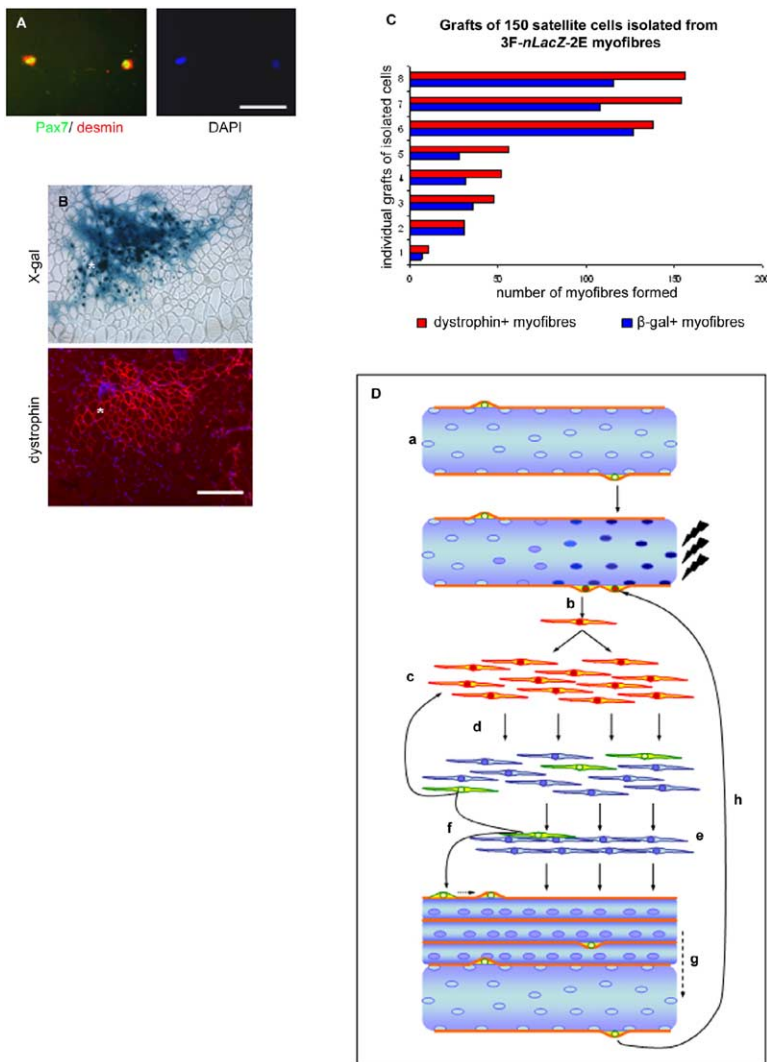 A
Pax7/ desmin
DAPI
B
X-gal
dystrophin
C
Grafts of 150 satellite cells isolated from
3F-nLacZ-2E myofibres
individual grafts of isolated cells
8
7
6
5
4
3
2
1
0
50
100
150
200
number of myofibres formed
dystrophin+ myofibres
β-gal+ myofibres
D
a
b
c
d
e
f
g
h
*
*